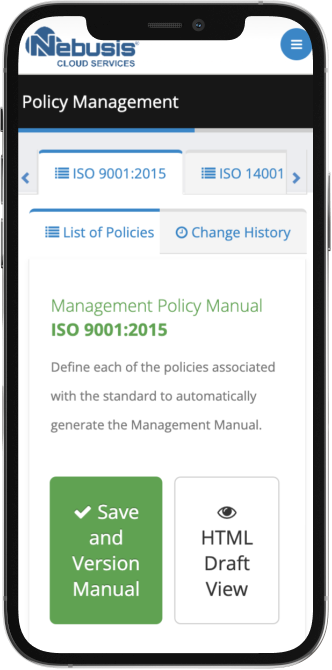 Nebusis®
CLOUD SERVICES
Policy Management
ISO 9001:2015
ISO 14001
List of Policies
Change History
Management Policy Manual
ISO 9001:2015
Define each of the policies associated
with the standard to automatically
generate the Management Manual.
Save
and
Version
Manual
HTML
Draft
View